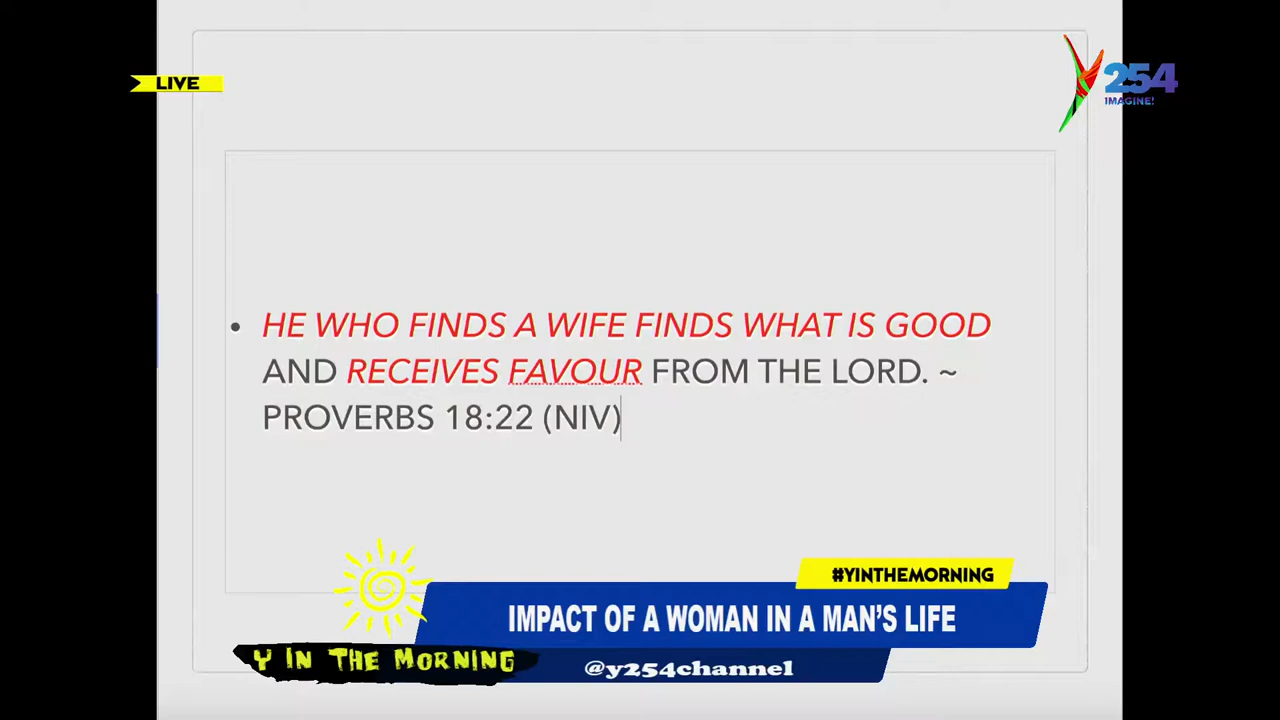 LIVE
254
IMAGINE!
• HE WHO FINDS A WIFE FINDS WHAT IS GOOD
AND RECEIVES FAVOUR FROM THE LORD. ~
PROVERBS 18:22 (NIV)
#YINTHEMORNING
IMPACT OF A WOMAN IN A MAN'S LIFE
Y IN THE MORNING
@y254channel